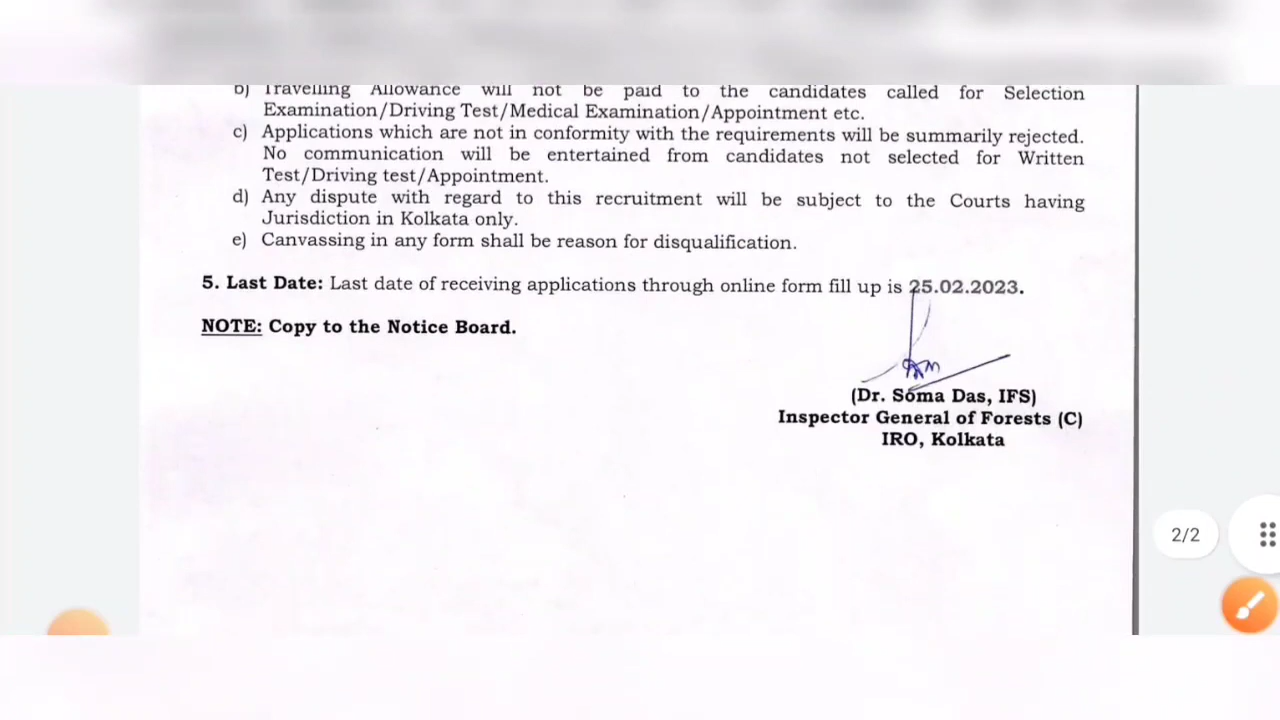 b) Travelling Allowance will not be paid to the candidates called for Selection
Examination/Driving Test/Medical Examination/Appointment etc.
c) Applications which are not in conformity with the requirements will be summarily rejected.
No communication will be entertained from candidates not selected for Written
Test/Driving test/Appointment.
d) Any dispute with regard to this recruitment will be subject to the Courts having
Jurisdiction in Kolkata only.
e) Canvassing in any form shall be reason for disqualification.
5. Last Date: Last date of receiving applications through online form fill up is 25.02.2023.
NOTE: Copy to the Notice Board.
(Dr. Soma Das, IFS)
Inspector General of Forests (C)
IRO, Kolkata
2/2